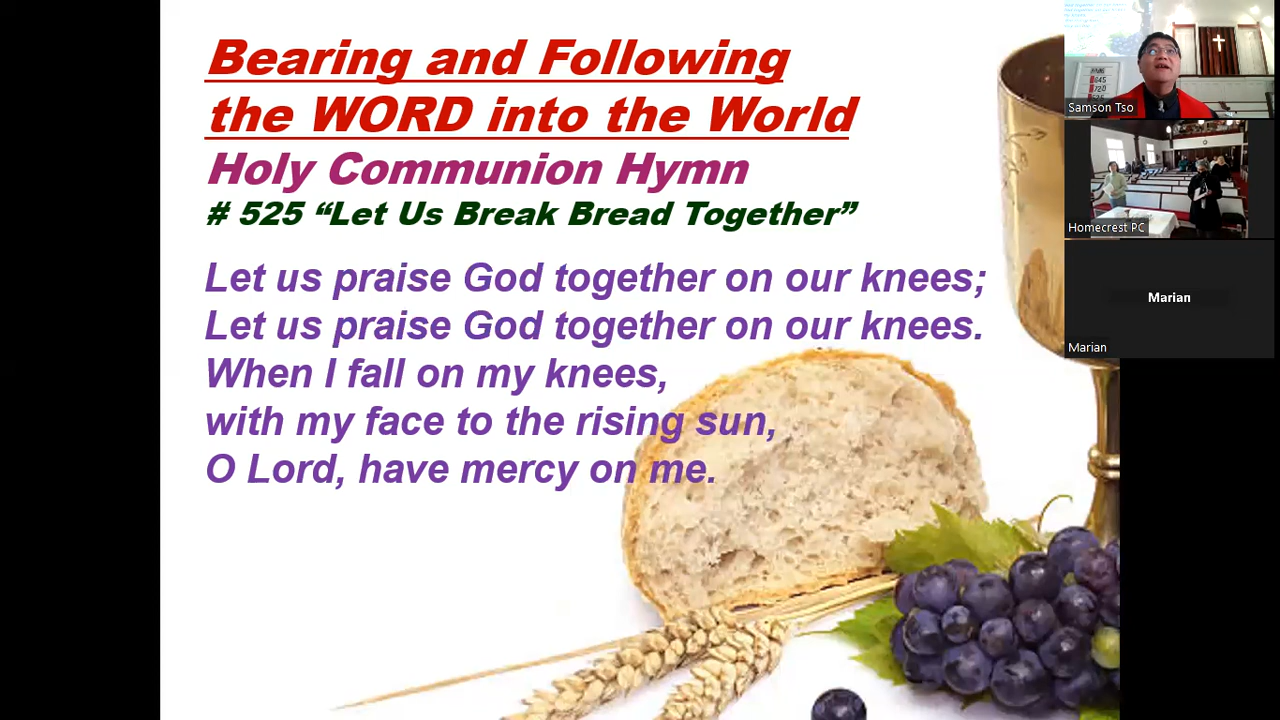 Bearing and Following
the WORD into the World
Holy Communion Hymn
# 525 “Let Us Break Bread Together”
Let us praise God together on our knees;
Let us praise God together on our knees.
When I fall on my knees,
with my face to the rising sun,
O Lord, have mercy on me.
645
720
Samson Tso
Homecrest PC
Marian
Marian